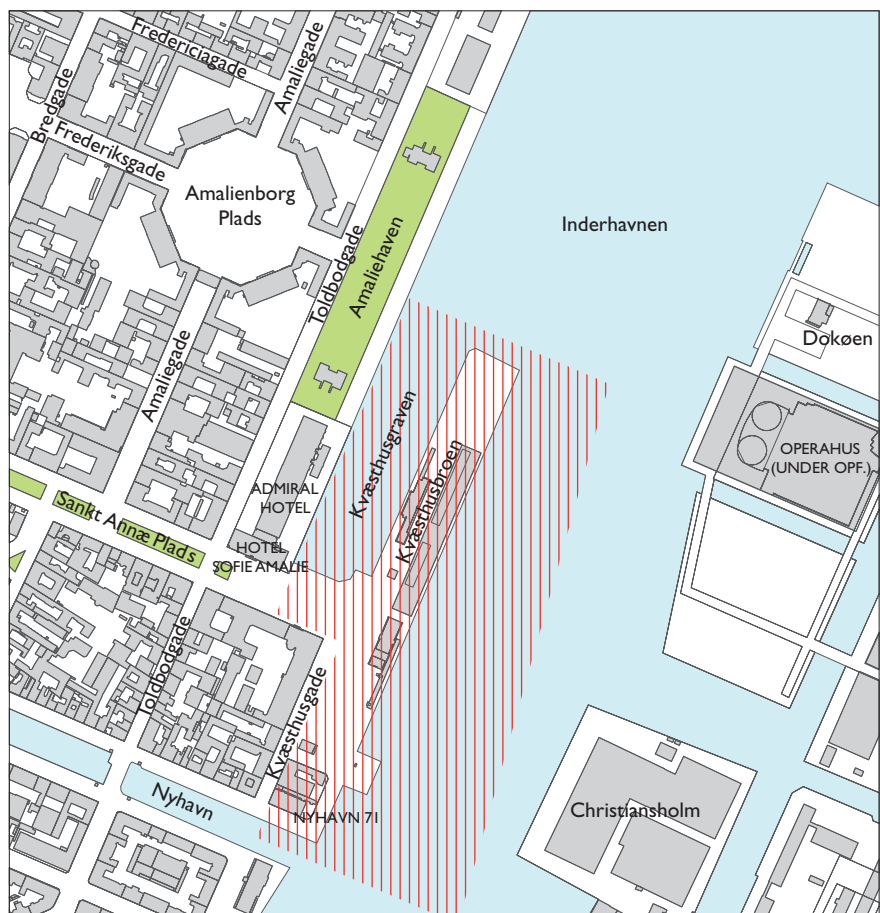 Fredericiagade
Amaliegade
Bredgade
Frederiksgade
Amalienborg
Plads
Toldbodgade
Amaliehaven
Inderhavnen
Dokøen
Amaliegade
Kvæsthusgraven
Kvæsthusbroen
OPERAHUS
(UNDER OPF.)
ADMIRAL
HOTEL
Sankt Annæ Plads
HOTEL
SOFIE AMALIE
Toldbodgade
Kvæsthusgade
Nyhavn
NYHAVN 71
Christiansholm